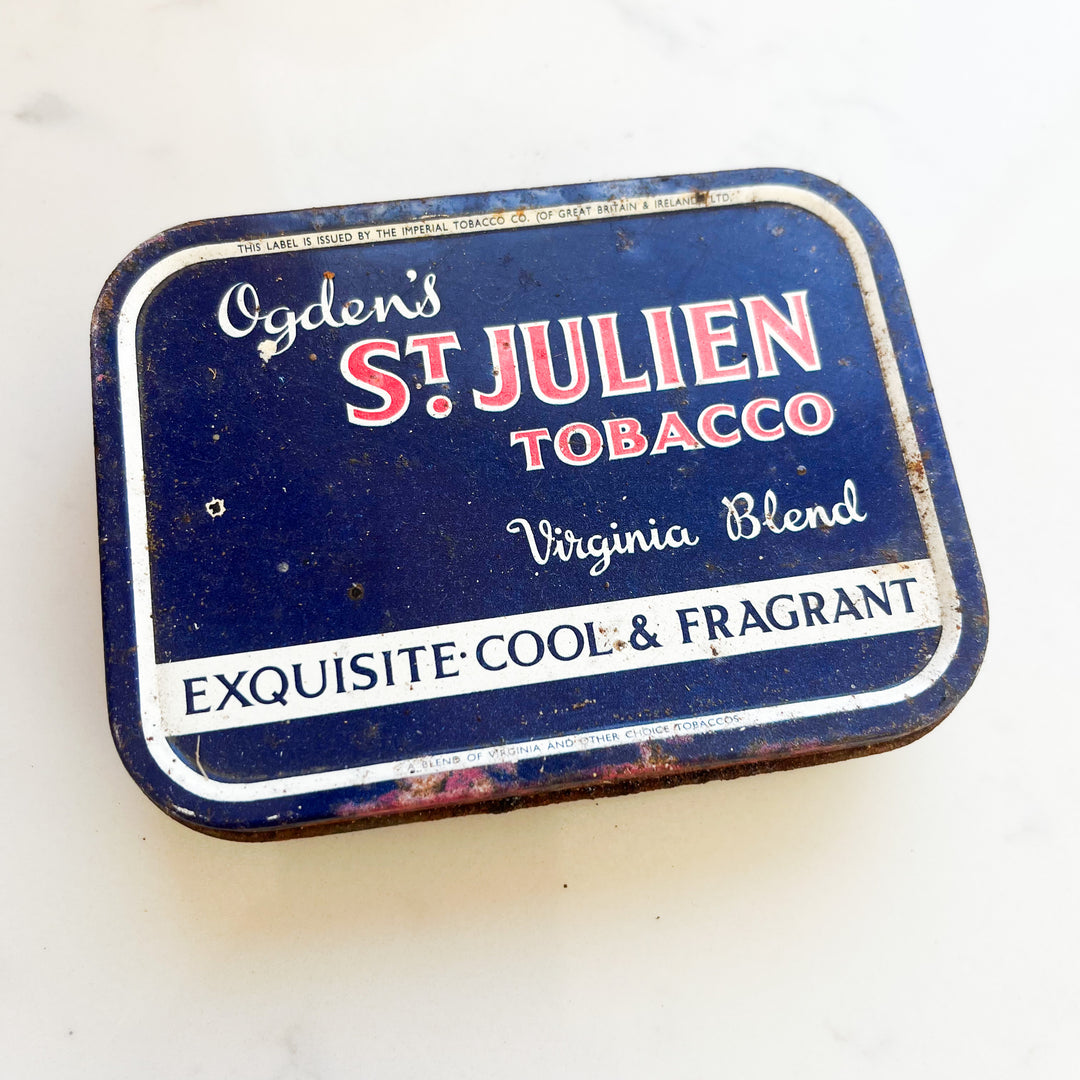 THIS LABEL IS ISSUED BY THE IMPERIAL TOBACCO CO. (OF GREAT BRITAIN & IRELAND), LTD.
Ogden's
ST. JULIEN
TOBACCO
Virginia Blend
EXQUISITE · COOL & FRAGRANT
A BLEND OF VIRGINIA AND OTHER CHOICE TOBACCOS